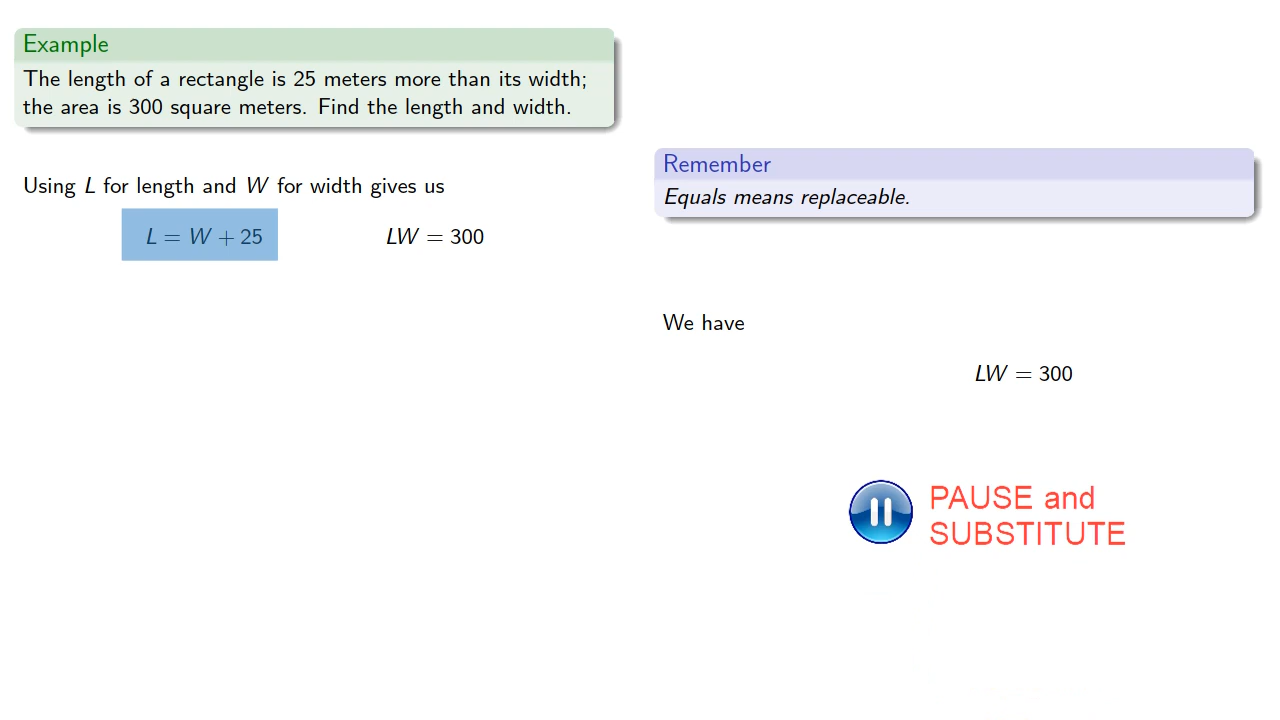 Example
The length of a rectangle is 25 meters more than its width;
the area is 300 square meters. Find the length and width.
Using L for length and W for width gives us
L = W + 25
LW = 300
Remember
Equals means replaceable.
We have
LW = 300
PAUSE and
SUBSTITUTE